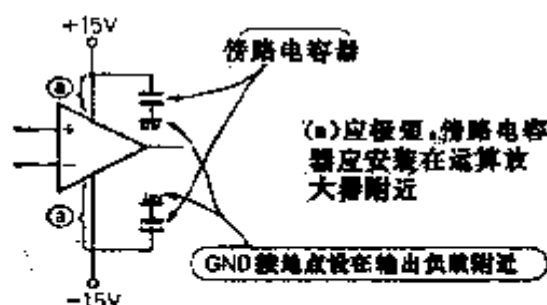 +15V
傍路电容器
ⓐ
+
(a)应极短,傍路电容
器应安装在运算放
大器附近
ⓐ
GND接地点设在输出负载附近
-15V